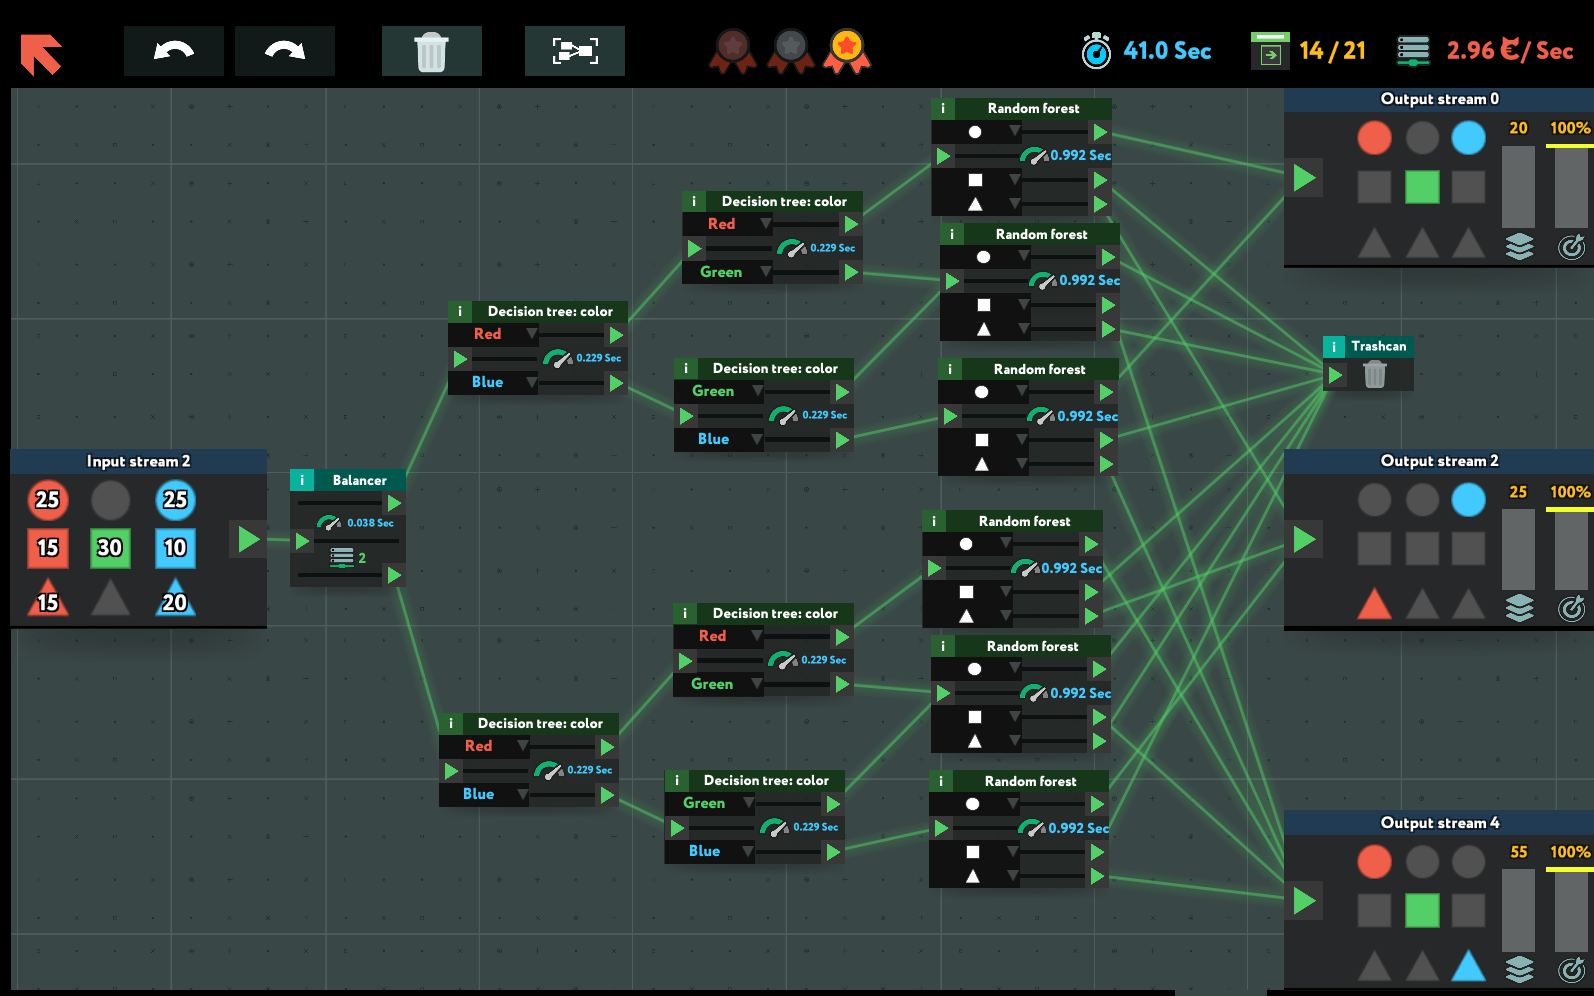 41.0 Sec
14 / 21
2.96 €/ Sec
Output stream 0
20
100%
Random forest
0.992 Sec
Decision tree: color
Red
0.229 Sec
Green
Random forest
0.992 Sec
Decision tree: color
Red
0.229 Sec
Blue
Trashcan
Decision tree: color
Green
0.229 Sec
Blue
Random forest
0.992 Sec
Input stream 2
25
25
15
30
10
15
20
Balancer
0.038 Sec
2
Output stream 2
25
100%
Random forest
0.992 Sec
Decision tree: color
Red
0.229 Sec
Green
Random forest
0.992 Sec
Decision tree: color
Red
0.229 Sec
Blue
Decision tree: color
Green
0.229 Sec
Blue
Random forest
0.992 Sec
Output stream 4
55
100%